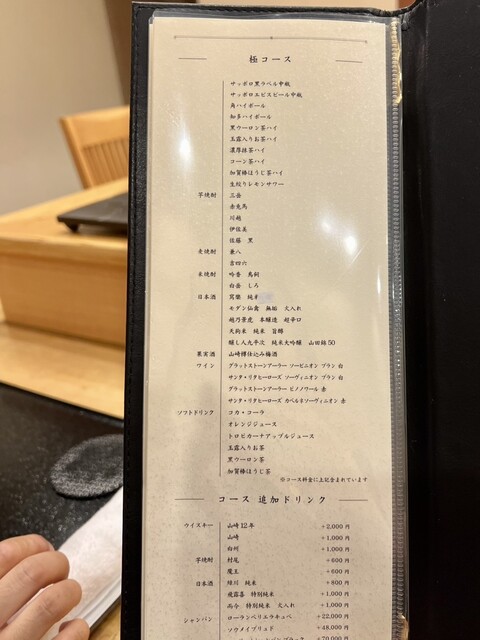 極コース
サッポロ黒ラベル中瓶
サッポロエビスビール中瓶
角ハイボール
知多ハイボール
黒ウーロン茶ハイ
玉露入りお茶ハイ
濃厚抹茶ハイ
コーン茶ハイ
加賀棒ほうじ茶ハイ
生絞りレモンサワー
芋焼酎 三岳
赤兎馬
川越
伊佐美
佐藤 黒
麦焼酎 兼八
吉四六
米焼酎 吟香 鳥飼
白岳 しろ
日本酒 寫樂 純米
モダン仙禽 無垢 火入れ
越乃景虎 本醸造 超辛口
天狗舞 純米 旨醇
醸し人九平次 純米大吟醸 山田錦50
果実酒 山崎樽仕込み梅酒
ワイン グラットストーンアーラー ソービニオン ブラン 白
サンタ・リタヒーローズ ソーヴィニオン ブラン 白
グラットストーンアーラー ピノノワール 赤
サンタ・リタヒーローズ カベルネソーヴィニオン 赤
ソフトドリンク コカ・コーラ
オレンジジュース
トロピカーナアップルジュース
玉露入りお茶
黒ウーロン茶
加賀棒ほうじ茶
※コース料金に上記含まれています
コース 追加ドリンク
ウイスキー 山崎12年 +2,000円
山崎 +1,000円
白州 +1,000円
芋焼酎 村尾 +600円
魔王 +600円
日本酒 緑川 純米 +800円
飛露喜 特別純米 +1,000円
而今 特別純米 火入れ +1,000円
シャンパン ローランペリエラキュベ +22,000円
ソウメイブリュド +48,000円